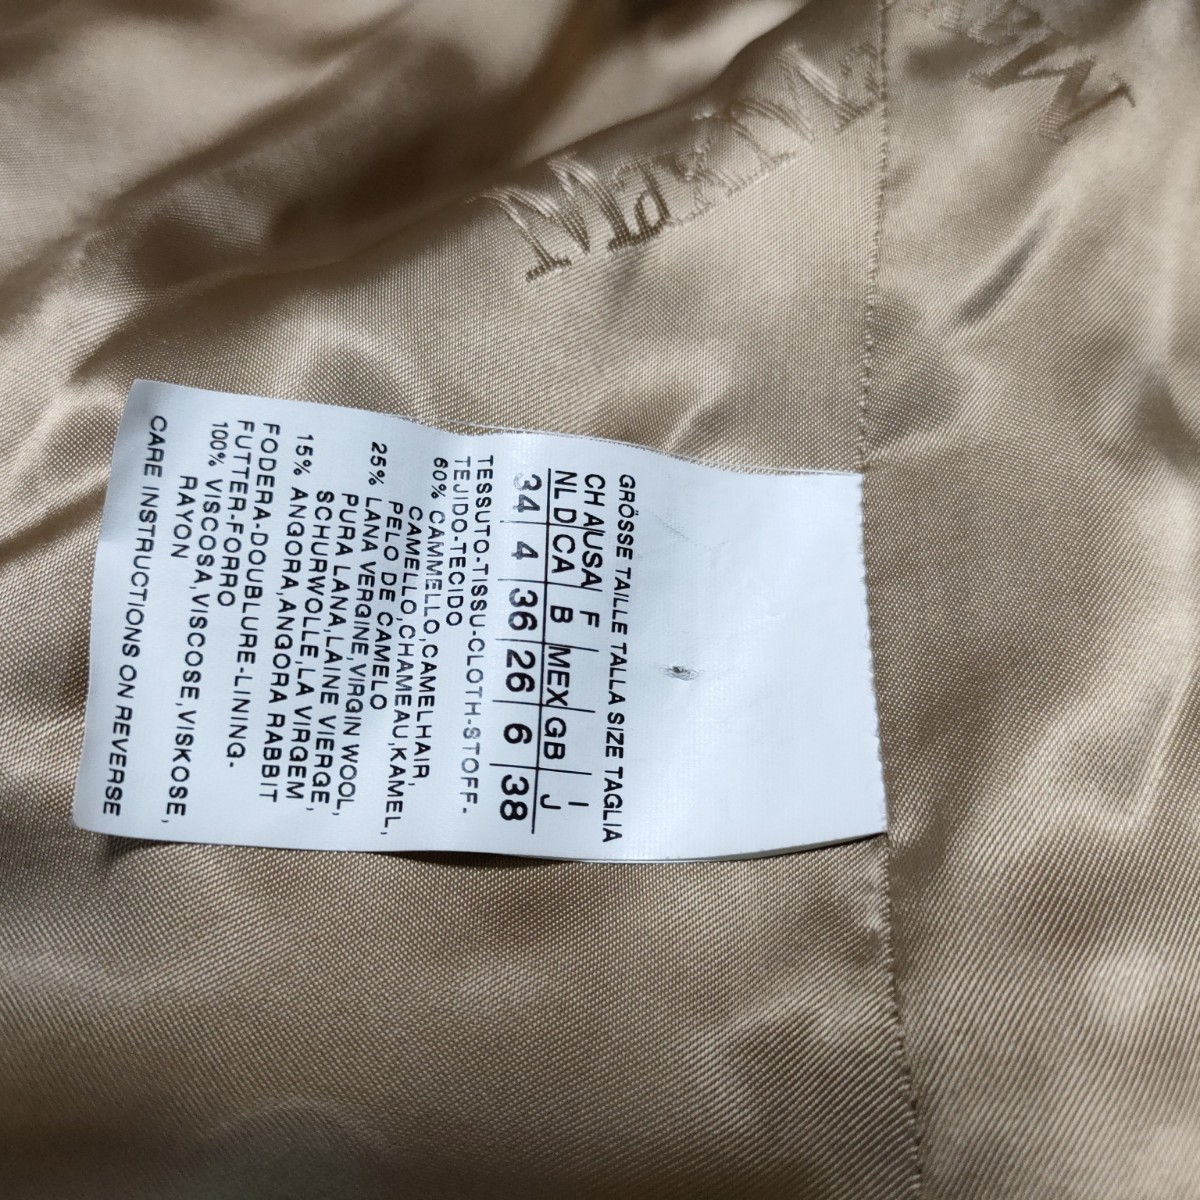 MaxMa
M
GRÖSSE TAILLE TALLA SIZE TAGLIA
CH AUSA F I
NL D CA B MEX GB J
34 4 36 26 6 38
TESSUTO-TISSU-CLOTH-STOFF-
TEJIDO-TECIDO
60% CAMMELLO,CAMELHAIR,
CAMELLO,CHAMEAU,KAMEL,
PELO DE CAMELO
25% LANA VERGINE,VIRGIN WOOL,
PURA LANA,LAINE VIERGE,
SCHURWOLLE,LA VIRGEM
15% ANGORA,ANGORA RABBIT
FODERA-DOUBLURE-LINING-
FUTTER-FORRO
100% VISCOSA,VISCOSE,VISKOSE,
RAYON
CARE INSTRUCTIONS ON REVERSE